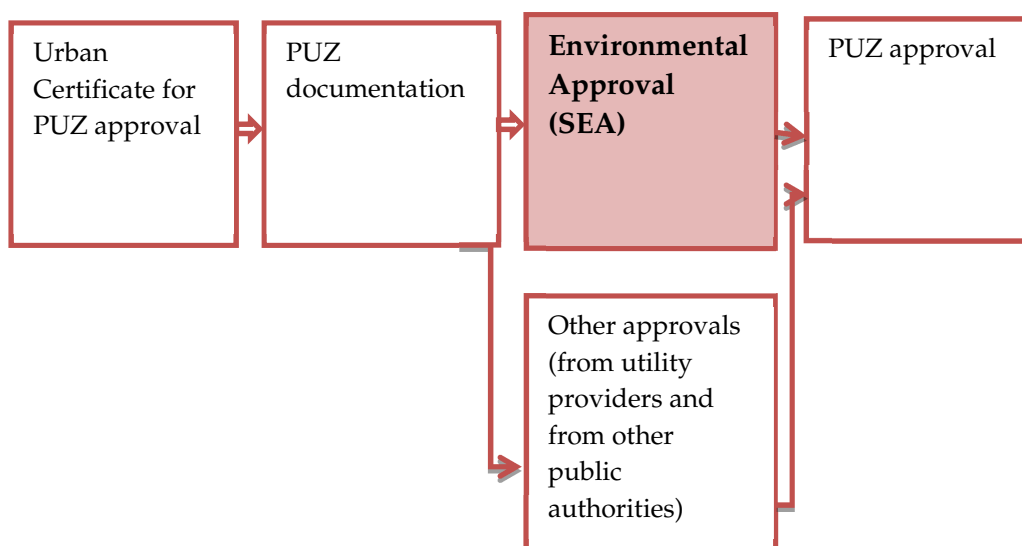 Urban
Certificate for
PUZ approval
PUZ
documentation
Environmental
Approval
(SEA)
PUZ approval
Other approvals
(from utility
providers and
from other
public
authorities)